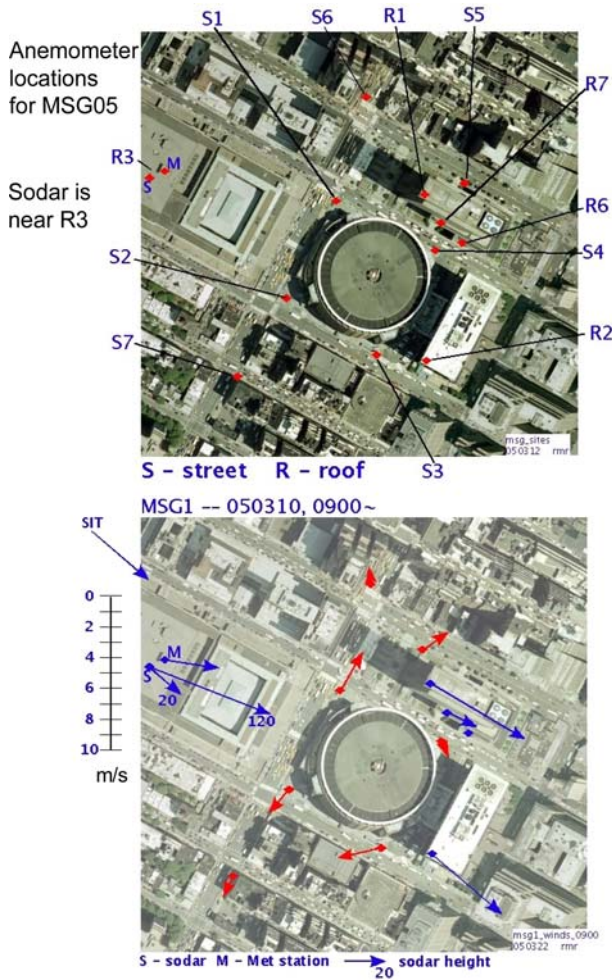 Anemometer
locations
for MSG05
S1
S6
R1
S5
R7
R3
M
S
Sodar is
near R3
R6
S4
S2
S7
R2
S3
msg_sites
050312 rmr
S – street R – roof
MSG1 -- 050310, 0900~
SIT
0
2
4
6
8
10
m/s
M
S
20
120
msg1_winds_0900
050322 rmr
S – sodar M – Met station sodar height
20